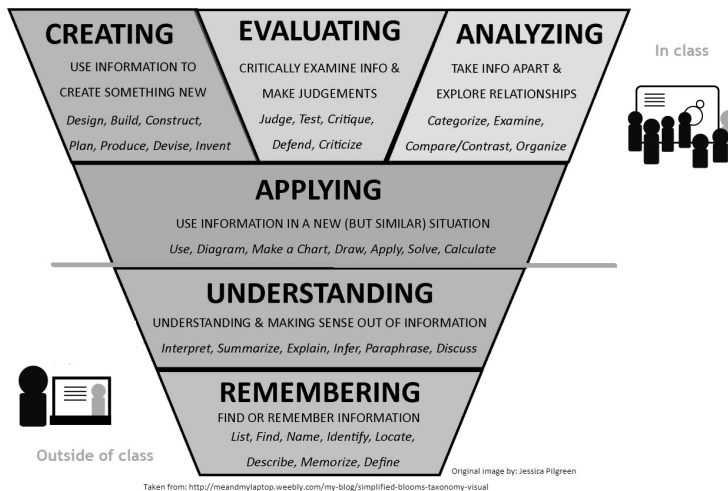 CREATING
USE INFORMATION TO
CREATE SOMETHING NEW
Design, Build, Construct,
Plan, Produce, Devise, Invent
EVALUATING
CRITICALLY EXAMINE INFO &
MAKE JUDGEMENTS
Judge, Test, Critique,
Defend, Criticize
ANALYZING
TAKE INFO APART &
EXPLORE RELATIONSHIPS
Categorize, Examine,
Compare/Contrast, Organize
In class
APPLYING
USE INFORMATION IN A NEW (BUT SIMILAR) SITUATION
Use, Diagram, Make a Chart, Draw, Apply, Solve, Calculate
UNDERSTANDING
UNDERSTANDING & MAKING SENSE OUT OF INFORMATION
Interpret, Summarize, Explain, Infer, Paraphrase, Discuss
REMEMBERING
FIND OR REMEMBER INFORMATION
List, Find, Name, Identify, Locate,
Describe, Memorize, Define
Outside of class
Original image by: Jessica Pilgreen
Taken from: http://meandmylaptop.weebly.com/my-blog/simplified-blooms-taxonomy-visual